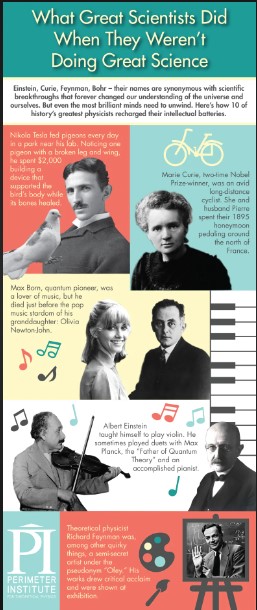 What Great Scientists Did
When They Weren't
Doing Great Science
Einstein, Curie, Feynman, Bohr – their names are synonymous with scientific
breakthroughs that forever changed our understanding of the universe and
ourselves. But even the most brilliant minds need to unwind. Here's how 10 of
history's greatest physicists recharged their intellectual batteries.
Nikola Tesla fed pigeons every day
in a park near his lab. Noticing one
pigeon with a broken leg and wing,
he spent $2,000
building a
device that
supported the
bird's body while
its bones healed.
Marie Curie, two-time Nobel
Prize-winner, was an avid
long-distance
cyclist. She and
husband Pierre
spent their 1895
honeymoon
pedaling around
the north of
France.
Max Born, quantum pioneer, was
a lover of music, but he
died just before the pop
music stardom of his
granddaughter: Olivia
Newton-John.
Albert Einstein
taught himself to play violin. He
sometimes played duets with Max
Planck, the "Father of Quantum
Theory" and an
accomplished pianist.
PI
PERIMETER
INSTITUTE
Theoretical physicist
Richard Feynman was,
among other quirky
things, a semi-secret
artist under the
pseudonym "Ofey." His
works drew critical acclaim
and were shown at
exhibition.